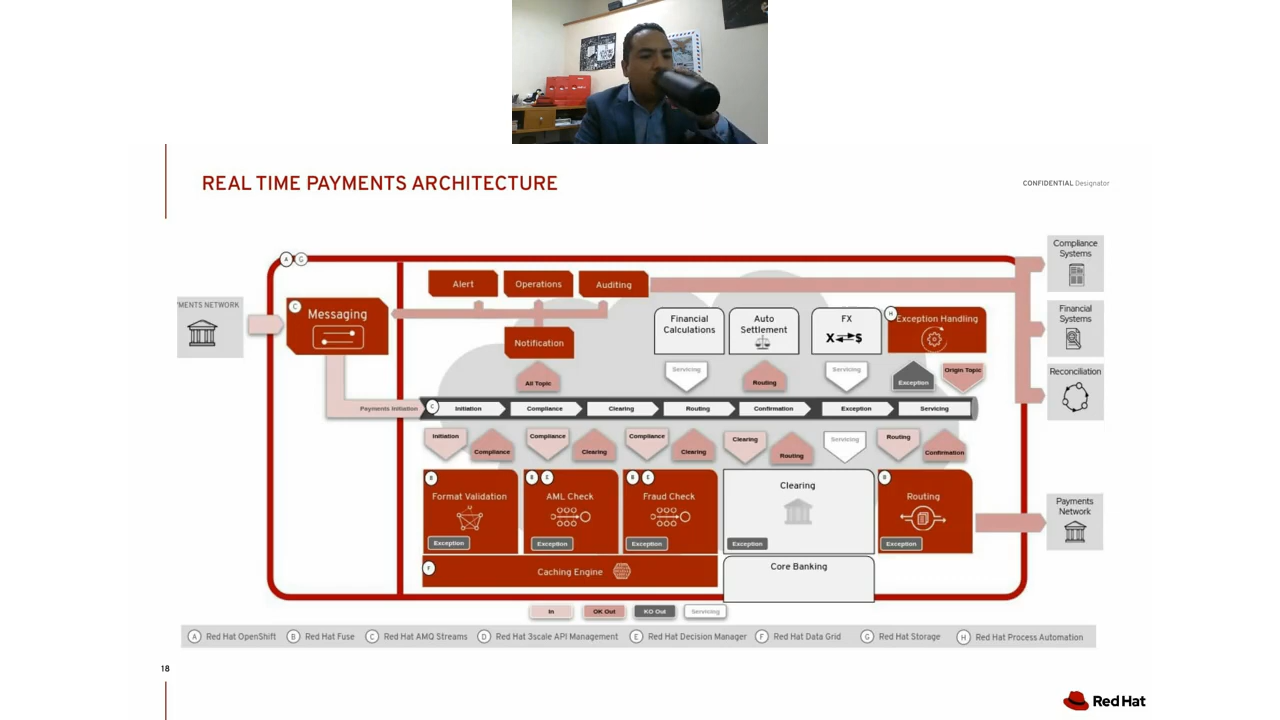 REAL TIME PAYMENTS ARCHITECTURE
CONFIDENTIAL Designator
A
G
Compliance
Systems
Alert
Operations
Auditing
MENTS NETWORK
C
Messaging
Financial
Calculations
Auto
Settlement
FX
X $
H
Exception Handling
Financial
Systems
Notification
All Topic
Servicing
Routing
Servicing
Exception
Origin Topic
Reconciliation
Payments Initiation
C
Initiation
Compliance
Clearing
Routing
Confirmation
Exception
Servicing
Initiation
Compliance
Compliance
Clearing
Compliance
Clearing
Clearing
Routing
Servicing
Routing
Confirmation
B
Format Validation
Exception
B
E
AML Check
Exception
B
E
Fraud Check
Exception
Clearing
Exception
B
Routing
Exception
Payments
Network
F
Caching Engine
Core Banking
In
OK Out
KO Out
Servicing
A Red Hat OpenShift
B Red Hat Fuse
C Red Hat AMQ Streams
D Red Hat 3scale API Management
E Red Hat Decision Manager
F Red Hat Data Grid
G Red Hat Storage
H Red Hat Process Automation
18
Red Hat